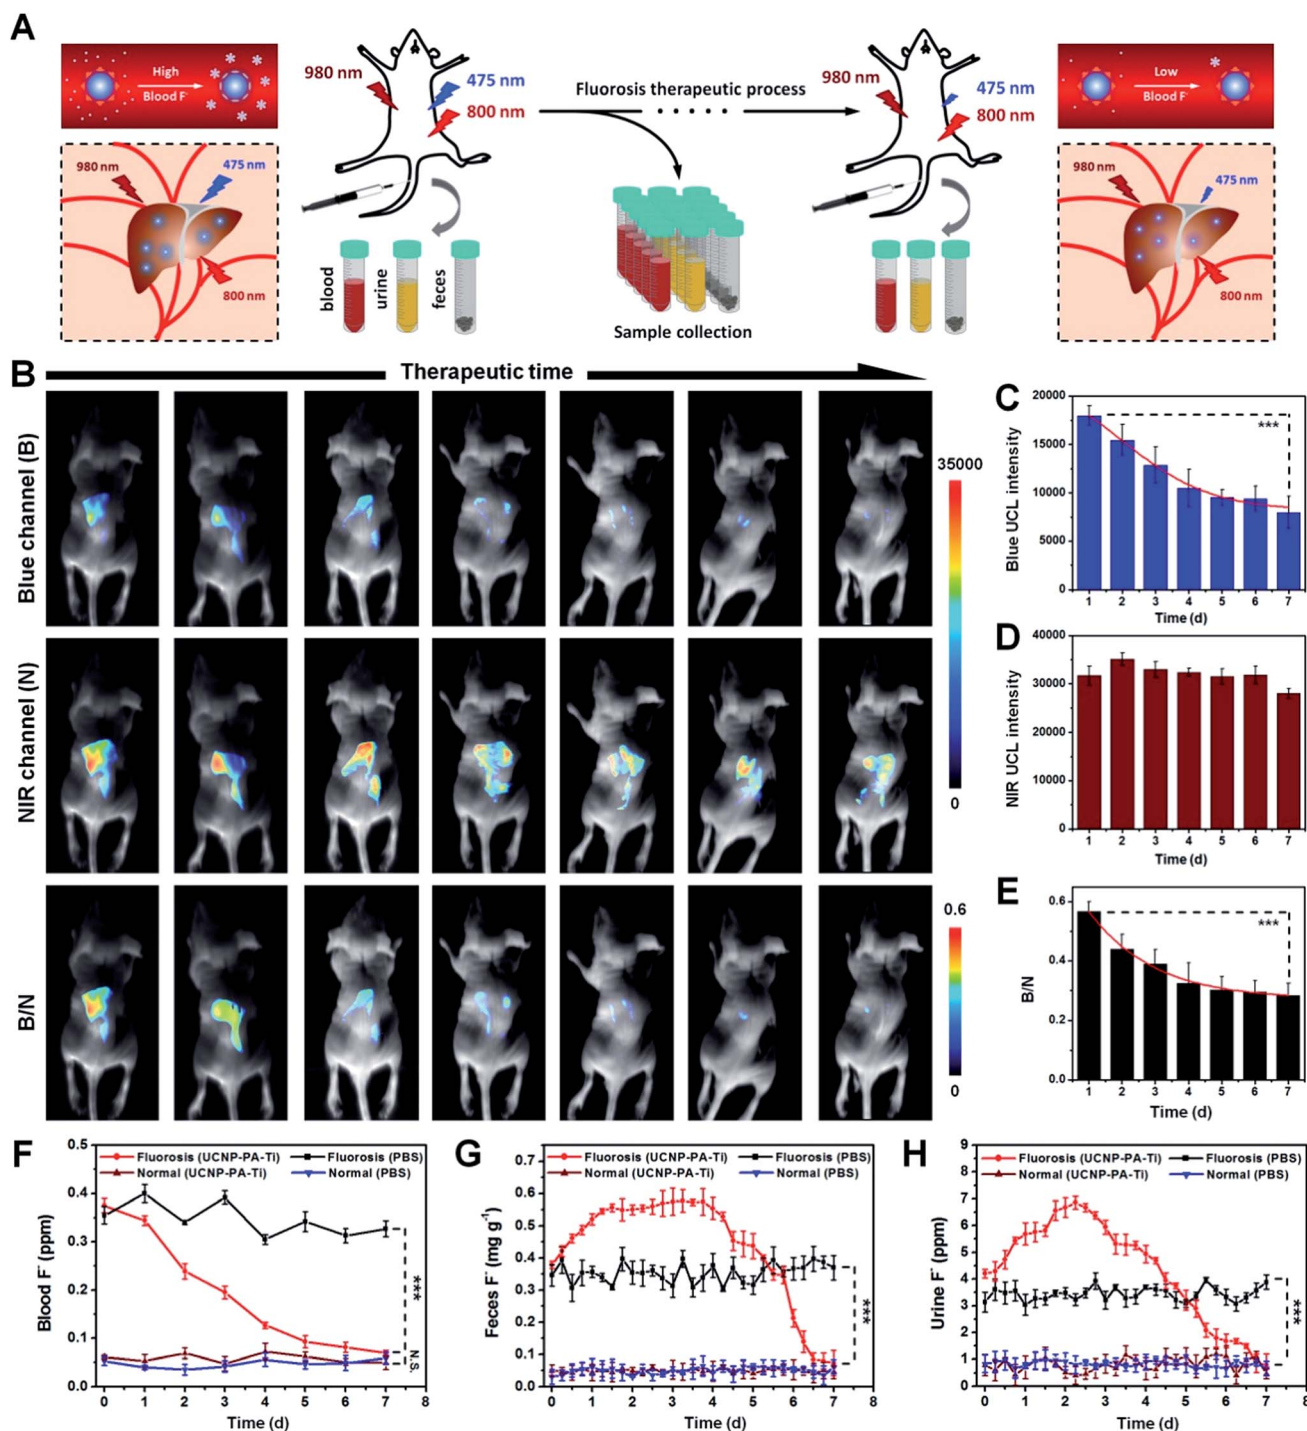 A
High
Blood F-
980 nm
475 nm
800 nm
980 nm
475 nm
800 nm
blood
urine
feces
Fluorosis therapeutic process
Sample collection
980 nm
475 nm
800 nm
Low
Blood F-
980 nm
475 nm
800 nm
B
Therapeutic time
Blue channel (B)
NIR channel (N)
B/N
35000
0
0.6
0
C
Blue UCL intensity
20000
15000
10000
5000
0
***
1 2 3 4 5 6 7
Time (d)
D
NIR UCL intensity
40000
30000
20000
10000
0
1 2 3 4 5 6 7
Time (d)
E
B/N
0.6
0.4
0.2
0.0
***
1 2 3 4 5 6 7
Time (d)
F
Blood F- (ppm)
0.5
0.4
0.3
0.2
0.1
0.0
Fluorosis (UCNP-PA-Ti) Fluorosis (PBS)
Normal (UCNP-PA-Ti) Normal (PBS)
***
N.S.
0 1 2 3 4 5 6 7 8
Time (d)
G
Feces F- (mg g-1)
0.7
0.6
0.5
0.4
0.3
0.2
0.1
0.0
Fluorosis (UCNP-PA-Ti) Fluorosis (PBS)
Normal (UCNP-PA-Ti) Normal (PBS)
***
0 1 2 3 4 5 6 7 8
Time (d)
H
Urine F- (ppm)
9
8
7
6
5
4
3
2
1
0
Fluorosis (UCNP-PA-Ti) Fluorosis (PBS)
Normal (UCNP-PA-Ti) Normal (PBS)
***
0 1 2 3 4 5 6 7 8
Time (d)